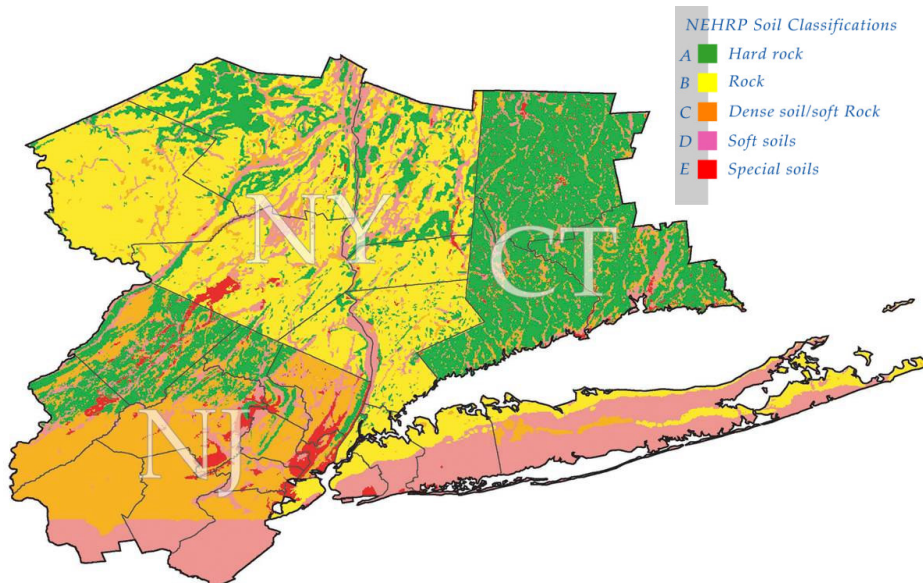 NEHRP Soil Classifications
A Hard rock
B Rock
C Dense soil/soft Rock
D Soft soils
E Special soils
NY
CT
NJ